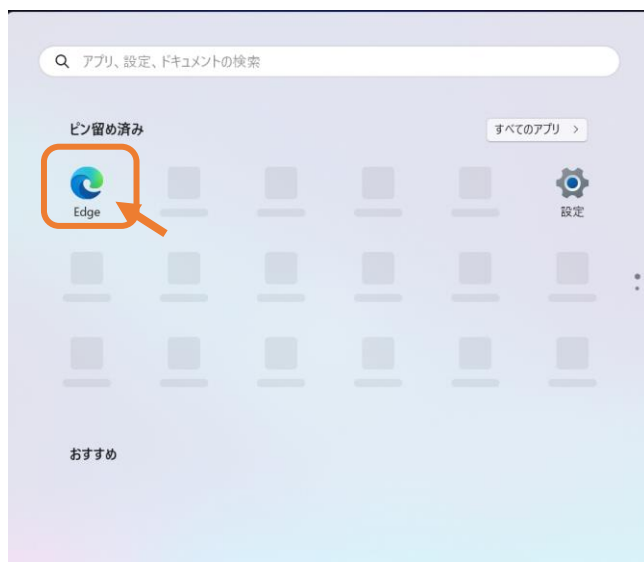 アプリ、設定、ドキュメントの検索
ピン留め済み
すべてのアプリ >
Edge
設定
おすすめ